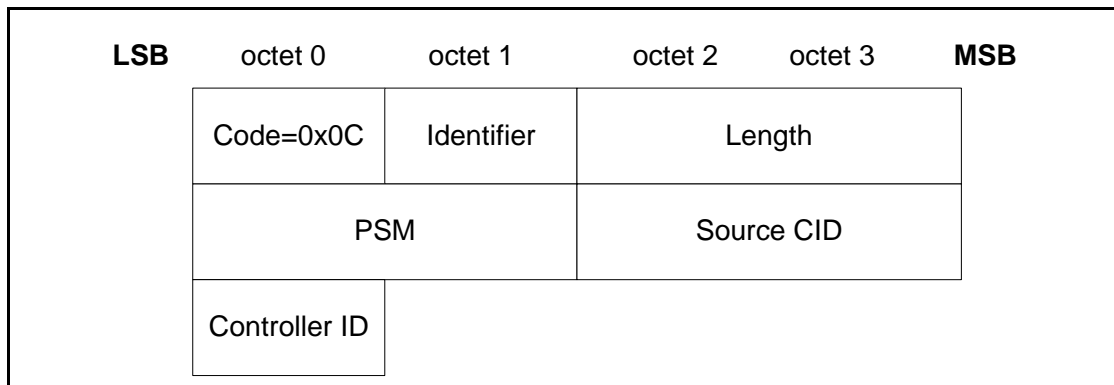 LSB octet 0 octet 1 octet 2 octet 3 MSB
Code=0x0C Identifier Length
PSM Source CID
Controller ID